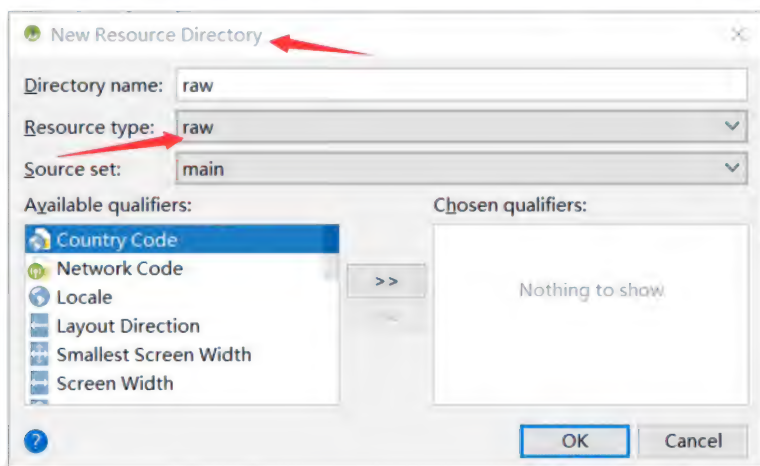 New Resource Directory
Directory name: raw
Resource type: raw
Source set: main
Available qualifiers:
Chosen qualifiers:
Country Code
Network Code
Locale
Layout Direction
Smallest Screen Width
Screen Width
>>
Nothing to show
?
OK
Cancel